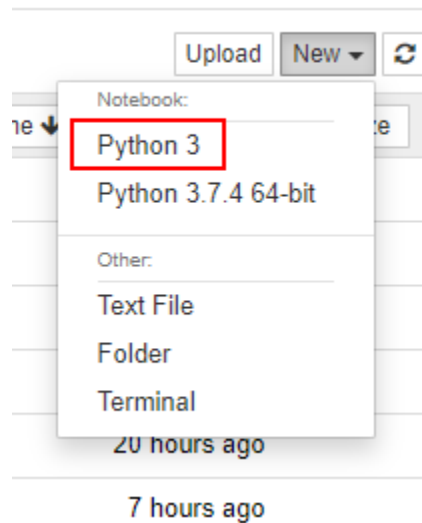 Upload New
Notebook:
ne
Python 3
e
Python 3.7.4 64-bit
Other:
Text File
Folder
Terminal
20 hours ago
7 hours ago